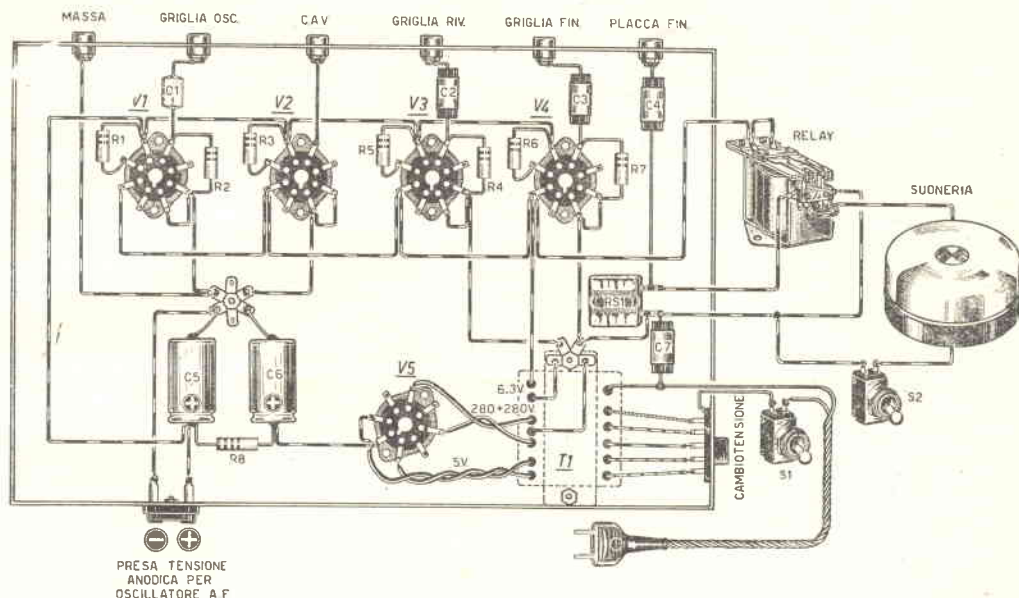 MASSA
GRIGLIA OSC.
C.A.V
GRIGLIA RIV.
GRIGLIA FIN.
PLACCA FIN.
C1
C2
C3
C4
V1
V2
V3
V4
R1
R3
R5
R6
R2
R4
R7
RELAY
SUONERIA
RS1
C7
C5
C6
V5
6.3V
280+280V
5V
T1
R8
CAMBIOTENSIONE
S1
S2
PRESA TENSIONE
ANODICA PER
OSCILLATORE A.F